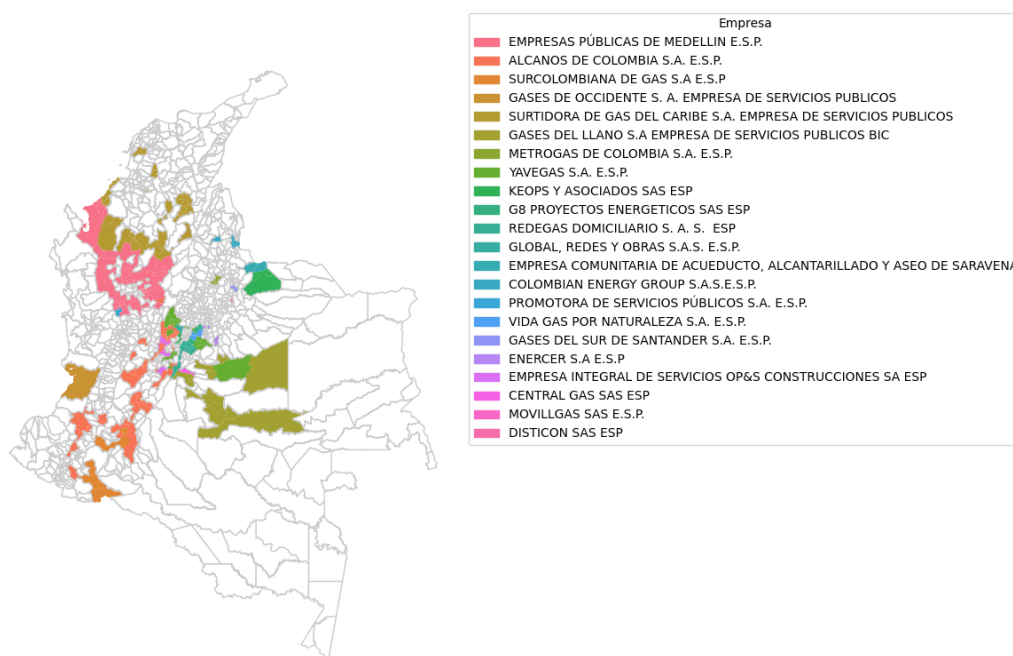 Empresa
EMPRESAS PÚBLICAS DE MEDELLIN E.S.P.
ALCANOS DE COLOMBIA S.A. E.S.P.
SURCOLOMBIANA DE GAS S.A E.S.P
GASES DE OCCIDENTE S. A. EMPRESA DE SERVICIOS PUBLICOS
SURTIDORA DE GAS DEL CARIBE S.A. EMPRESA DE SERVICIOS PUBLICOS
GASES DEL LLANO S.A EMPRESA DE SERVICIOS PUBLICOS BIC
METROGAS DE COLOMBIA S.A. E.S.P.
YAVEGAS S.A. E.S.P.
KEOPS Y ASOCIADOS SAS ESP
G8 PROYECTOS ENERGETICOS SAS ESP
REDEGAS DOMICILIARIO S. A. S.  ESP
GLOBAL, REDES Y OBRAS S.A.S. E.S.P.
EMPRESA COMUNITARIA DE ACUEDUCTO, ALCANTARILLADO Y ASEO DE SARAVENA
COLOMBIAN ENERGY GROUP S.A.S.E.S.P.
PROMOTORA DE SERVICIOS PÚBLICOS S.A. E.S.P.
VIDA GAS POR NATURALEZA S.A. E.S.P.
GASES DEL SUR DE SANTANDER S.A. E.S.P.
ENERCER S.A E.S.P
EMPRESA INTEGRAL DE SERVICIOS OP&S CONSTRUCCIONES SA ESP
CENTRAL GAS SAS ESP
MOVILLGAS SAS E.S.P.
DISTICON SAS ESP